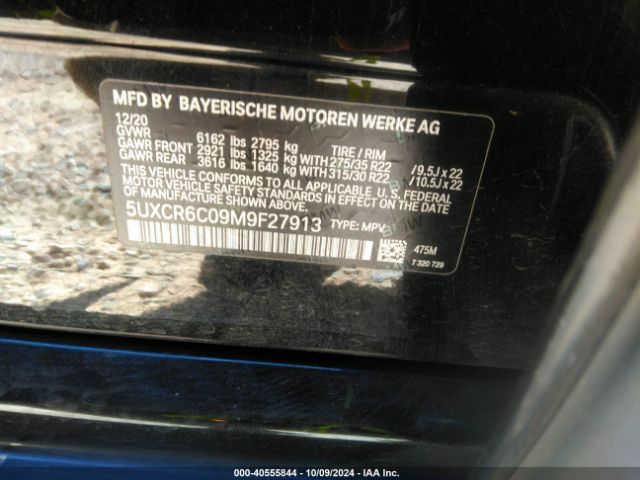 MFD BY BAYERISCHE MOTOREN WERKE AG
12/20
GVWR 6162 lbs 2795 kg TIRE / RIM
GAWR FRONT 2921 lbs 1325 kg WITH 275/35 R22 / 9.5J x 22
GAWR REAR 3616 lbs 1640 kg WITH 315/30 R22 / 10.5J x 22
THIS VEHICLE CONFORMS TO ALL APPLICABLE U.S. FEDERAL
MOTOR VEHICLE SAFETY STANDARDS IN EFFECT ON THE DATE OF
MANUFACTURE SHOWN ABOVE.
5UXCR6C09M9F27913 TYPE: MPV
475M
7 320 729
000-40555844 | 10/09/2024 | IAA Inc.